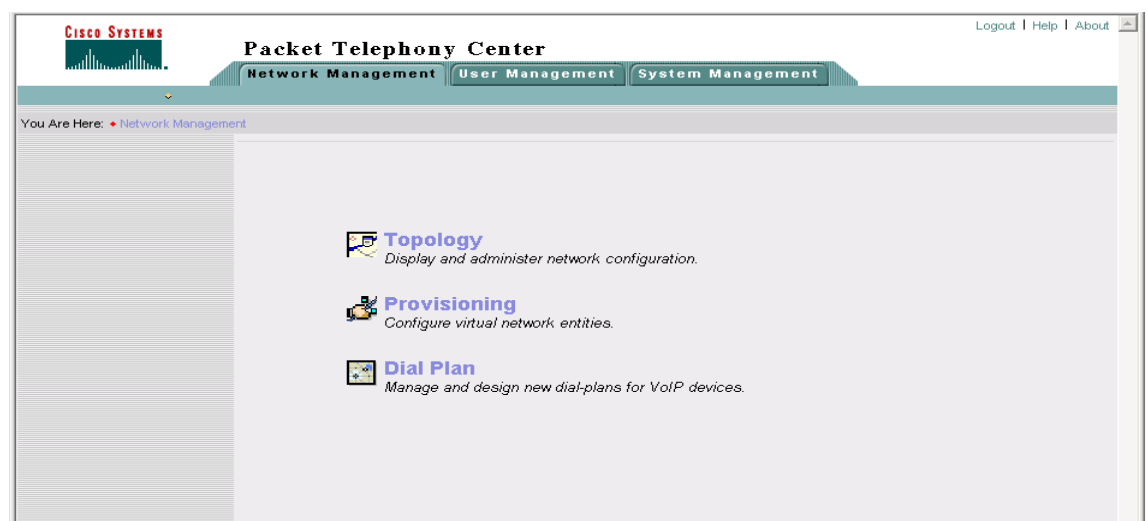 Cisco Systems
Logout | Help | About
Packet Telephony Center
Network Management User Management System Management
You Are Here: Network Management
Topology
Display and administer network configuration.
Provisioning
Configure virtual network entities.
Dial Plan
Manage and design new dial-plans for VoIP devices.